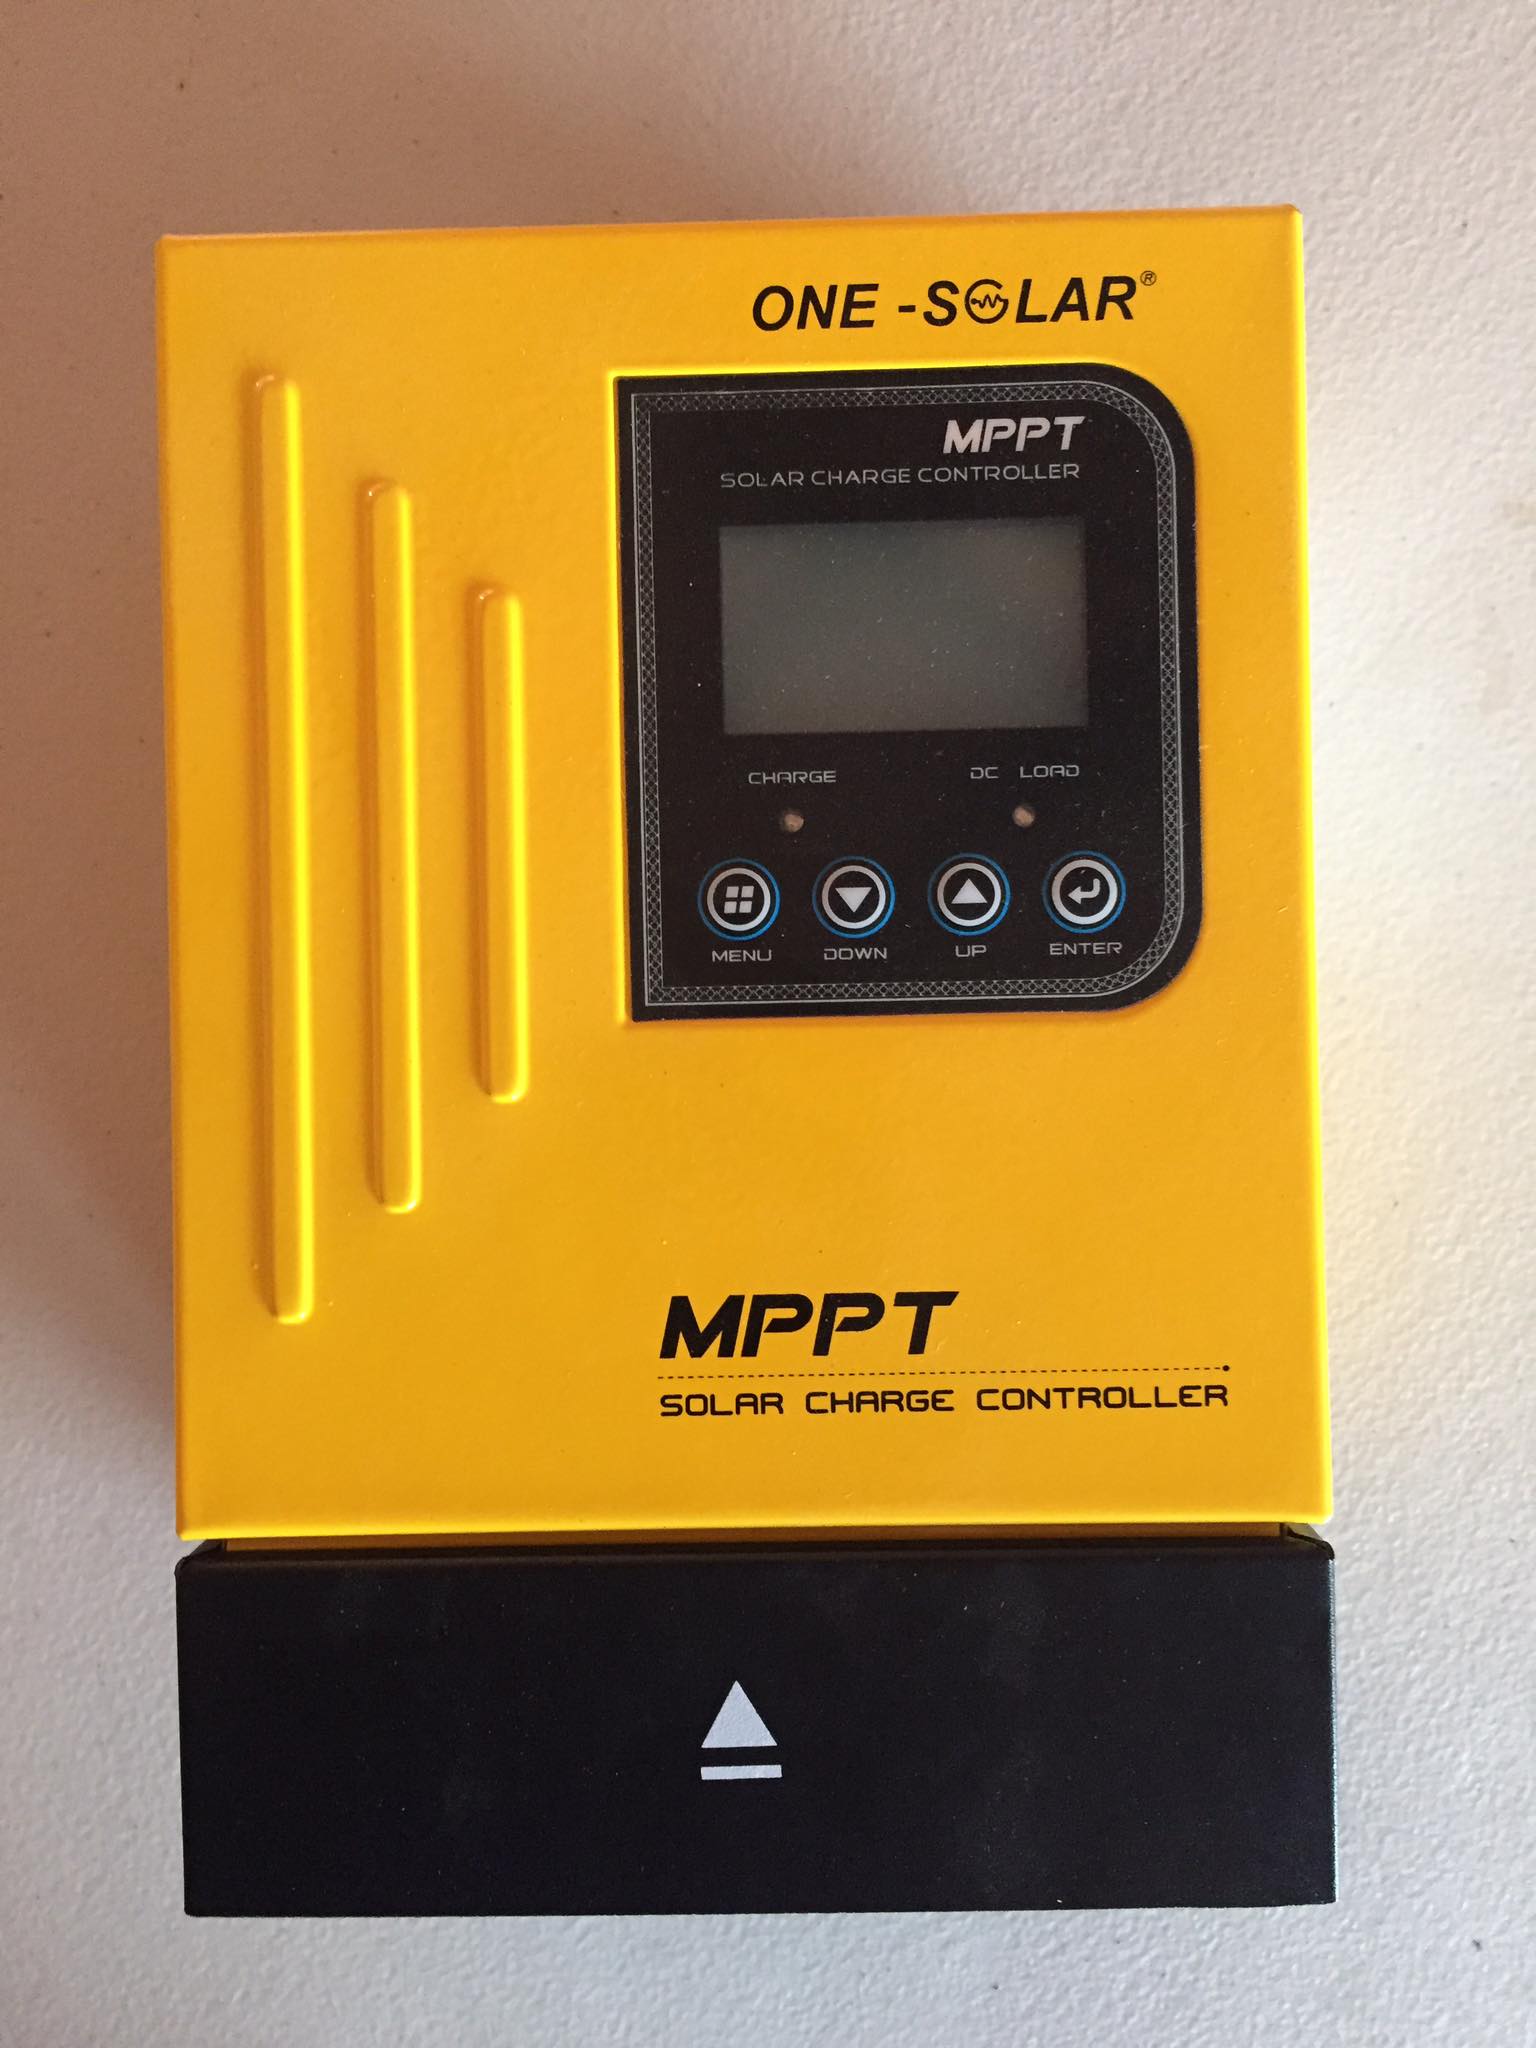 ONE -SOLAR®
MPPT
SOLAR CHARGE CONTROLLER
CHARGE DC LOAD
MENU DOWN UP ENTER
MPPT
SOLAR CHARGE CONTROLLER